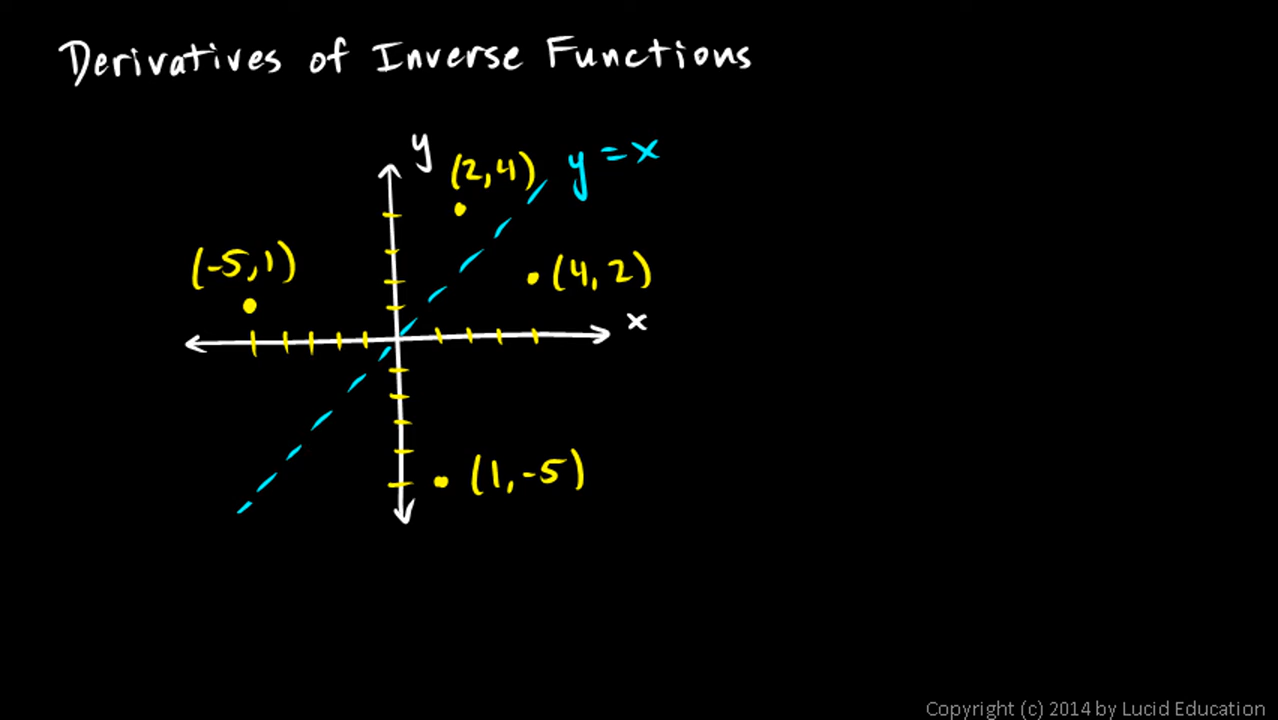 Derivatives of Inverse Functions
y
(2,4)
y = x
(-5,1)
(4,2)
x
(1,-5)
Copyright (c) 2014 by Lucid Education